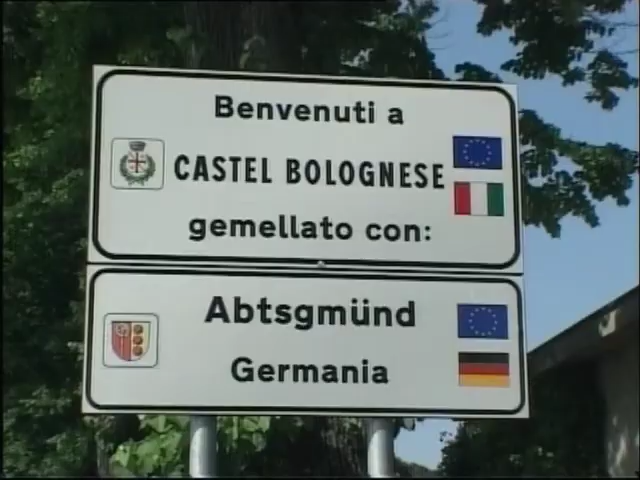 Benvenuti a
CASTEL BOLOGNESE
gemellato con:
Abtsgmünd
Germania